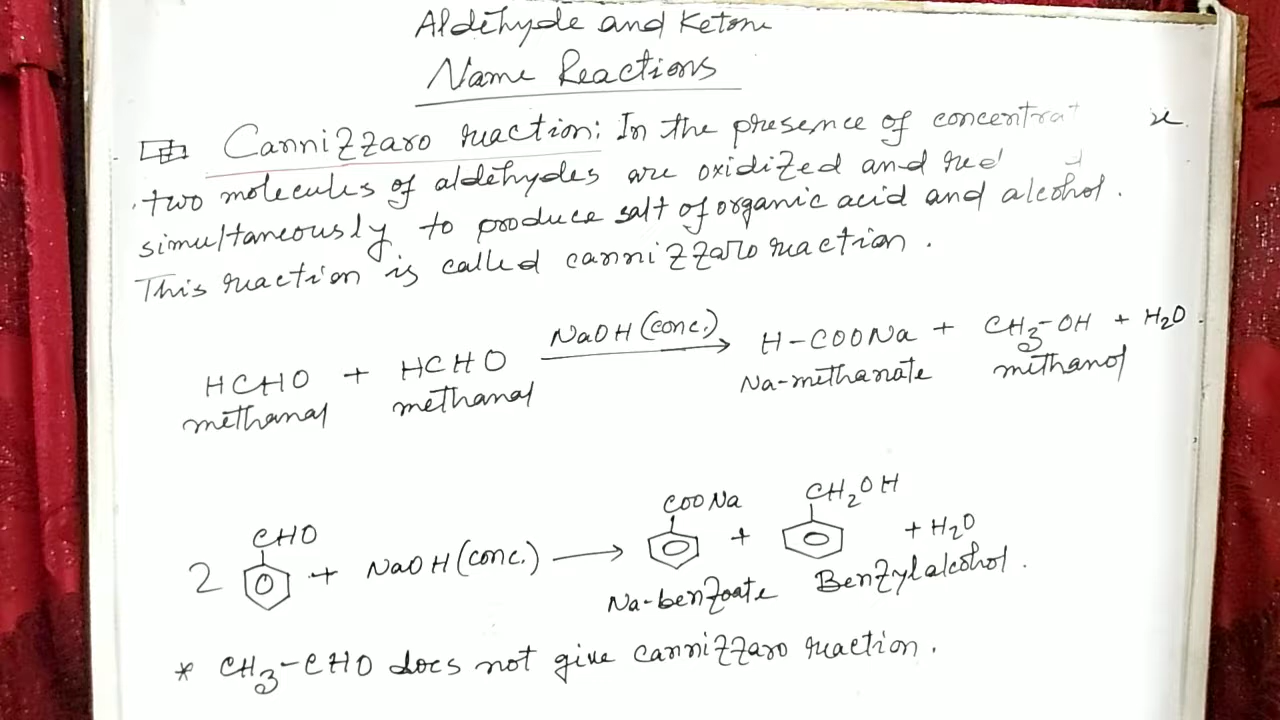 Aldehyde and Ketone
Name Reactions
Cannizzaro reaction: In the presence of concentrat
two molecules of aldehydes are oxidized and red
simultaneously to produce salt of organic acid and alcohol.
This reaction is called cannizzaro reaction.
HCHO + HCHO NaOH (conc.) → H-COONa + CH3-OH + H2O.
methanal methanal Na-methanate methanol
CHO COONa CH2OH
2 + NaOH (conc.) → + + H2O
Na-benzoate Benzylalcohol.
* CH3-CHO does not give cannizzaro reaction.